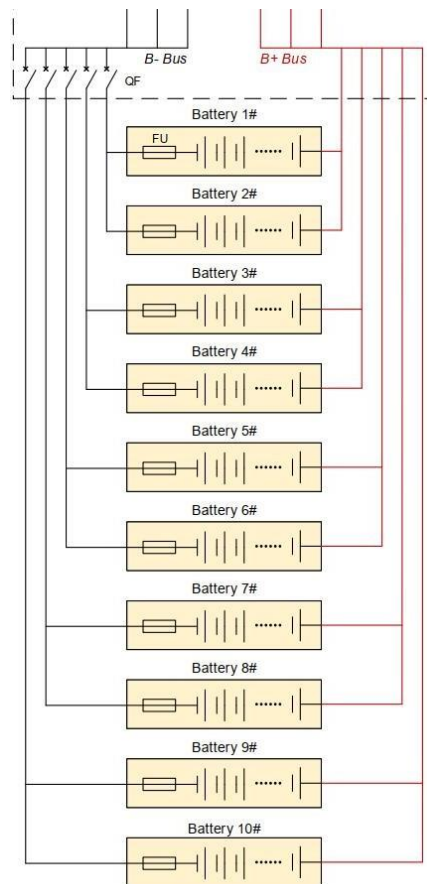 B- Bus
B+ Bus
QF
Battery 1#
FU
Battery 2#
Battery 3#
Battery 4#
Battery 5#
Battery 6#
Battery 7#
Battery 8#
Battery 9#
Battery 10#